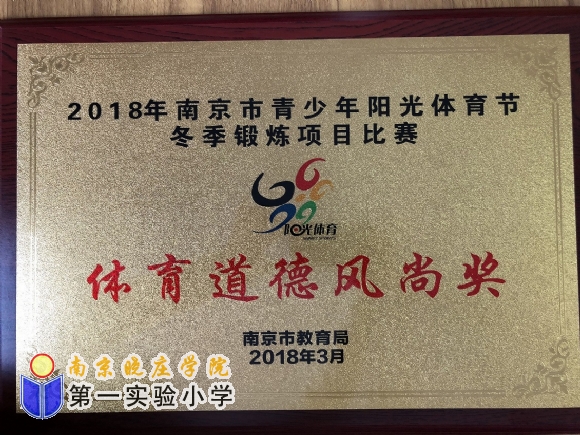 2018年南京市青少年阳光体育节
冬季锻炼项目比赛
阳光体育
体育道德风尚奖
南京市教育局
2018年3月
南京晓庄学院
第一实验小学